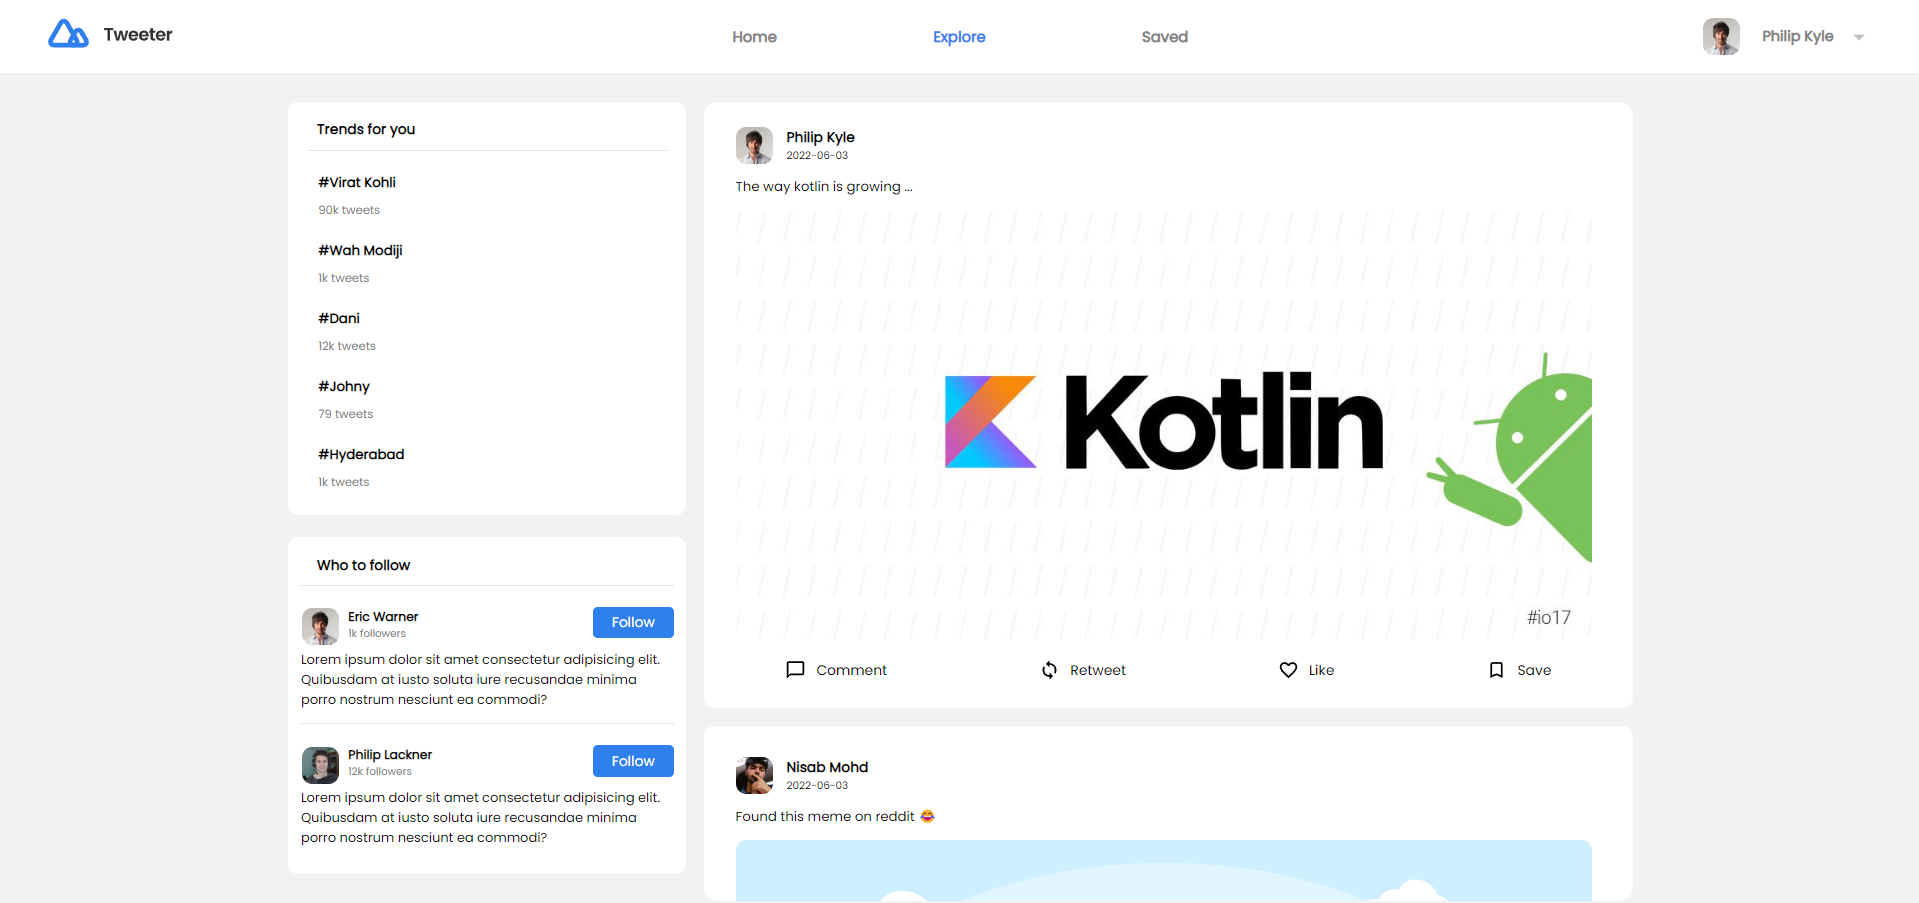 Tweeter
Home
Explore
Saved
Philip Kyle
Trends for you
#Virat Kohli
90k tweets
#Wah Modiji
1k tweets
#Dani
12k tweets
#Johny
79 tweets
#Hyderabad
1k tweets
Who to follow
Eric Warner
1k followers
Follow
Lorem ipsum dolor sit amet consectetur adipisicing elit.
Quibusdam at iusto soluta iure recusandae minima
porro nostrum nesciunt ea commodi?
Philip Lackner
12k followers
Follow
Lorem ipsum dolor sit amet consectetur adipisicing elit.
Quibusdam at iusto soluta iure recusandae minima
porro nostrum nesciunt ea commodi?
Philip Kyle
2022-06-03
The way kotlin is growing ...
Kotlin
#io17
Comment
Retweet
Like
Save
Nisab Mohd
2022-06-03
Found this meme on reddit 😂